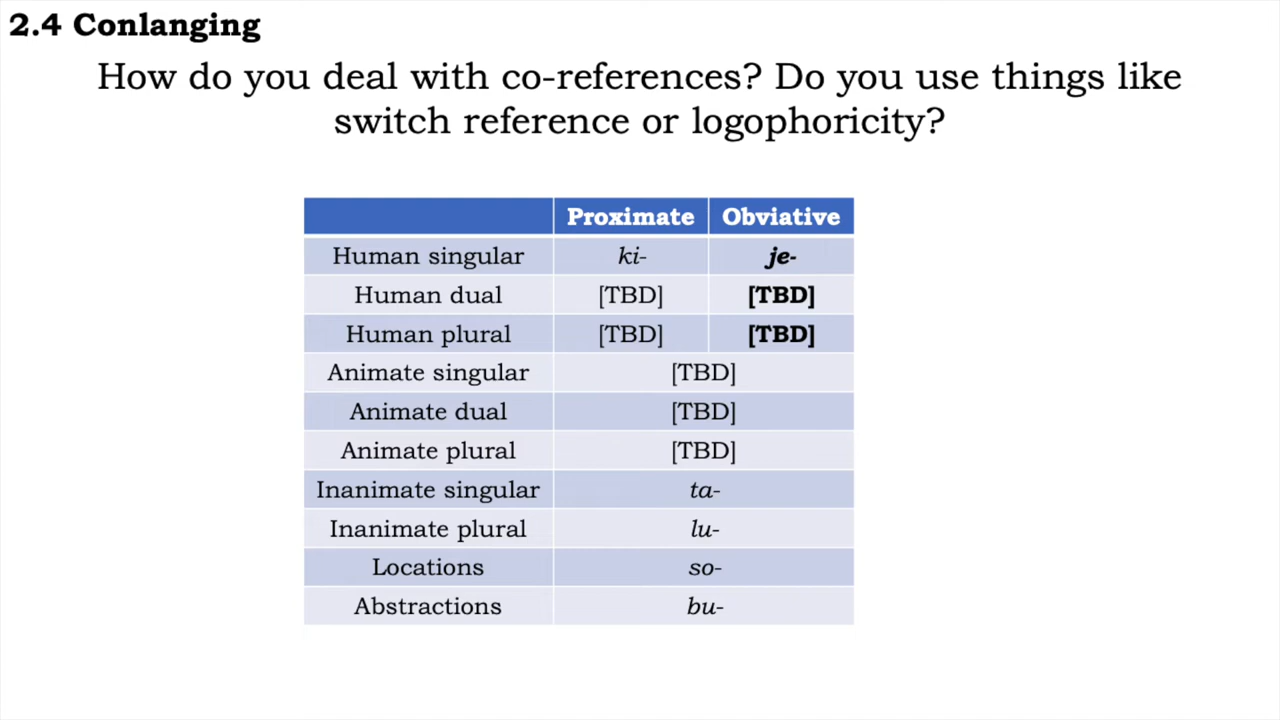 2.4 Conlanging
How do you deal with co-references? Do you use things like
switch reference or logophoricity?
Proximate Obviative
Human singular ki- je-
Human dual [TBD] [TBD]
Human plural [TBD] [TBD]
Animate singular [TBD]
Animate dual [TBD]
Animate plural [TBD]
Inanimate singular ta-
Inanimate plural lu-
Locations so-
Abstractions bu-